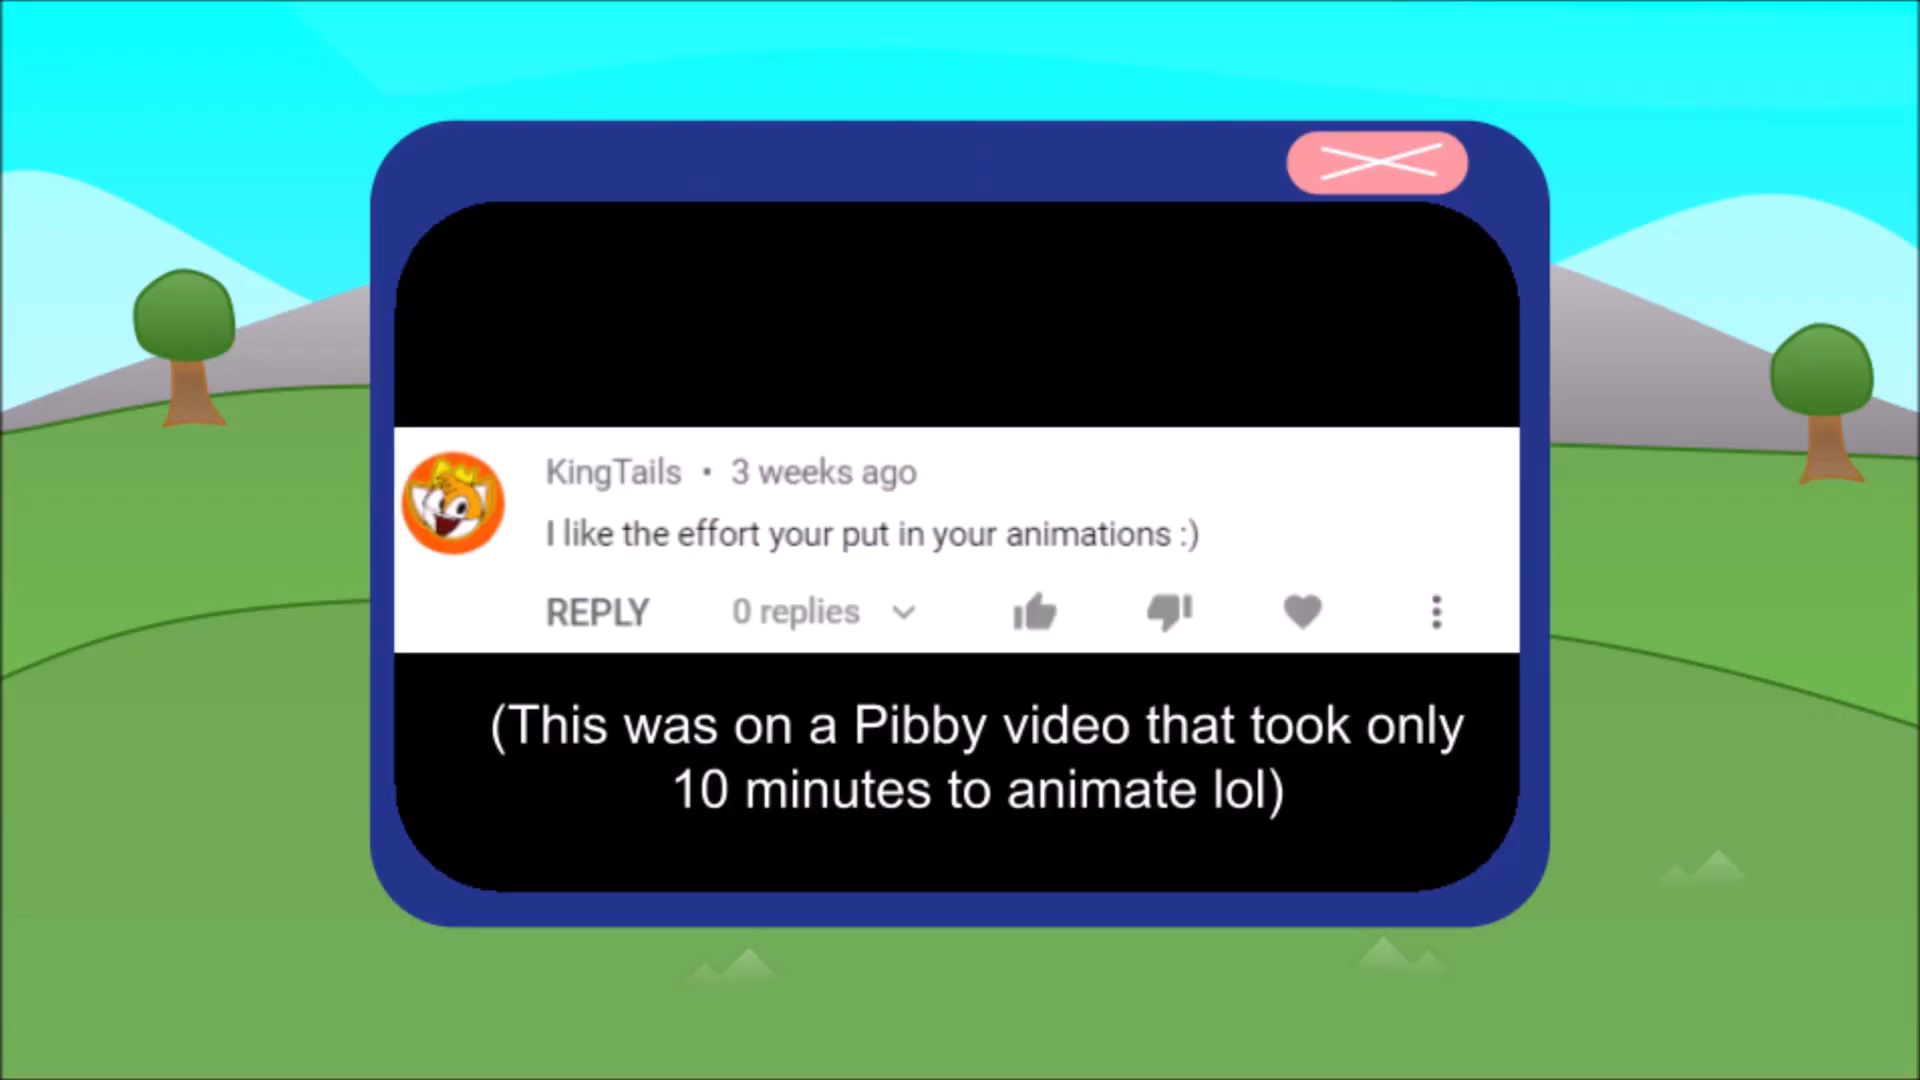 KingTails • 3 weeks ago
I like the effort your put in your animations :)
REPLY 0 replies
(This was on a Pibby video that took only
10 minutes to animate lol)